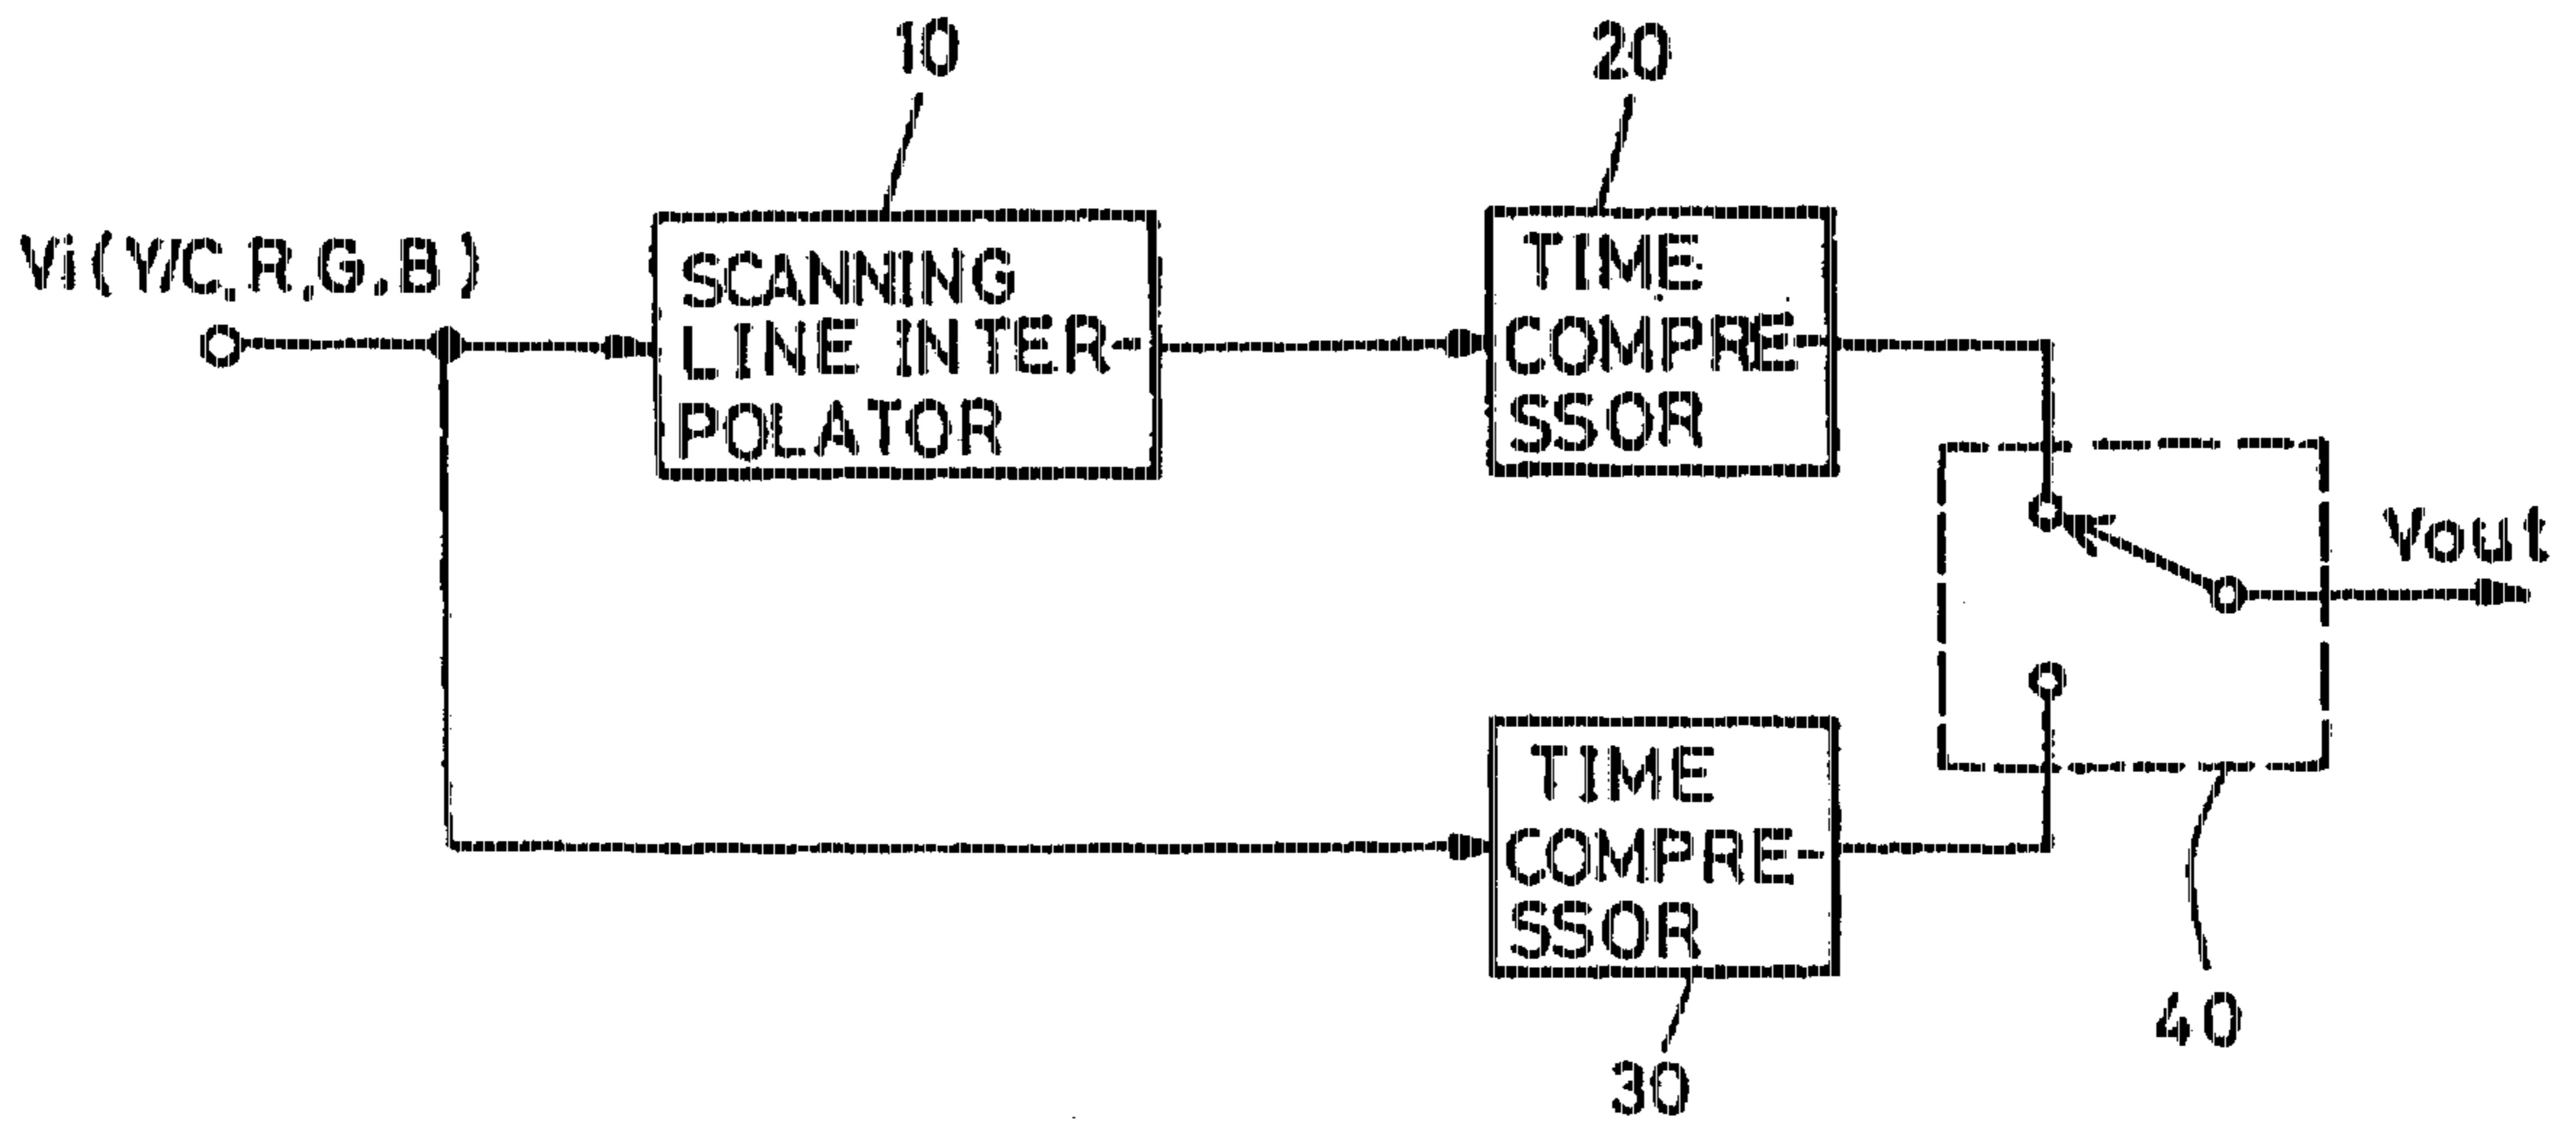 10
20
Vi(Y/C,R,G,B)
SCANNING
LINE INTER-
POLATOR
TIME
COMPRE-
SSOR
Vout
TIME
COMPRE-
SSOR
40
30